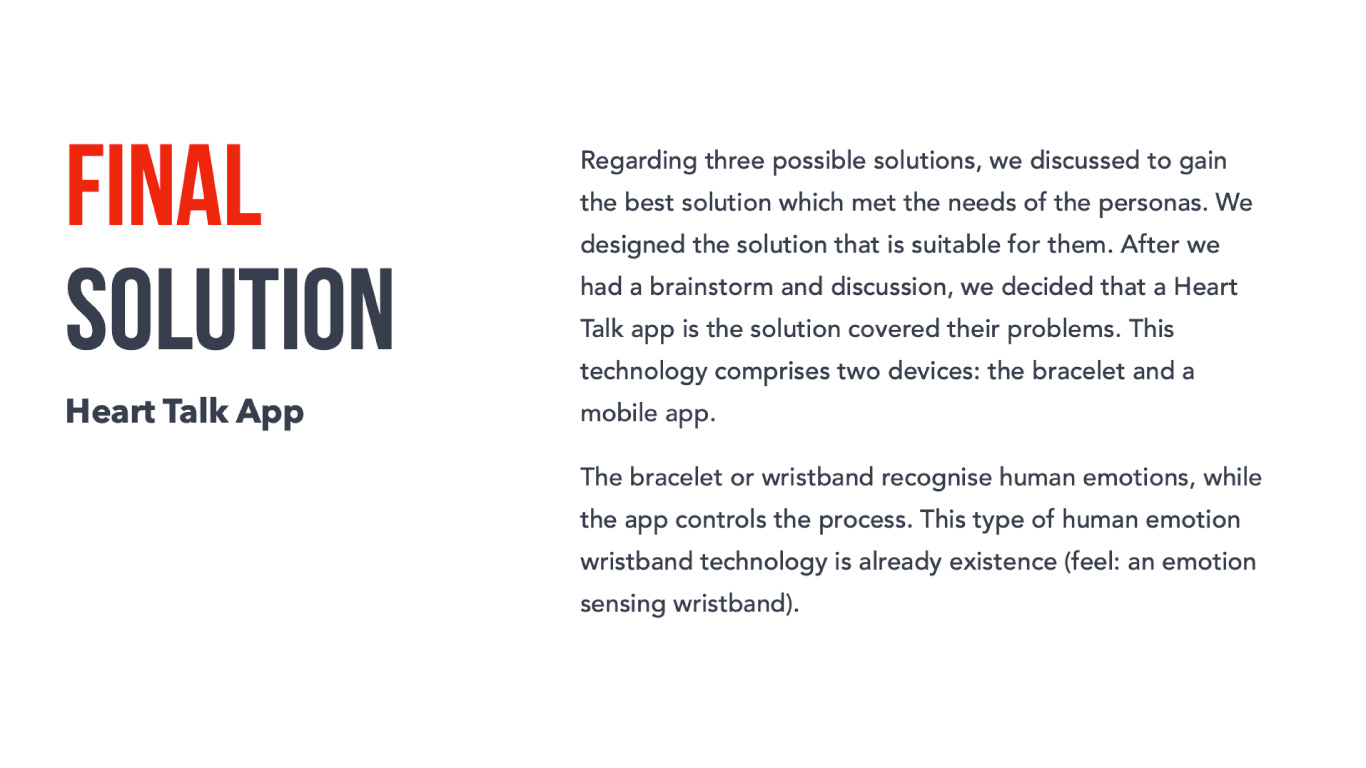 FINAL
SOLUTION
Heart Talk App
Regarding three possible solutions, we discussed to gain
the best solution which met the needs of the personas. We
designed the solution that is suitable for them. After we
had a brainstorm and discussion, we decided that a Heart
Talk app is the solution covered their problems. This
technology comprises two devices: the bracelet and a
mobile app.
The bracelet or wristband recognise human emotions, while
the app controls the process. This type of human emotion
wristband technology is already existence (feel: an emotion
sensing wristband).